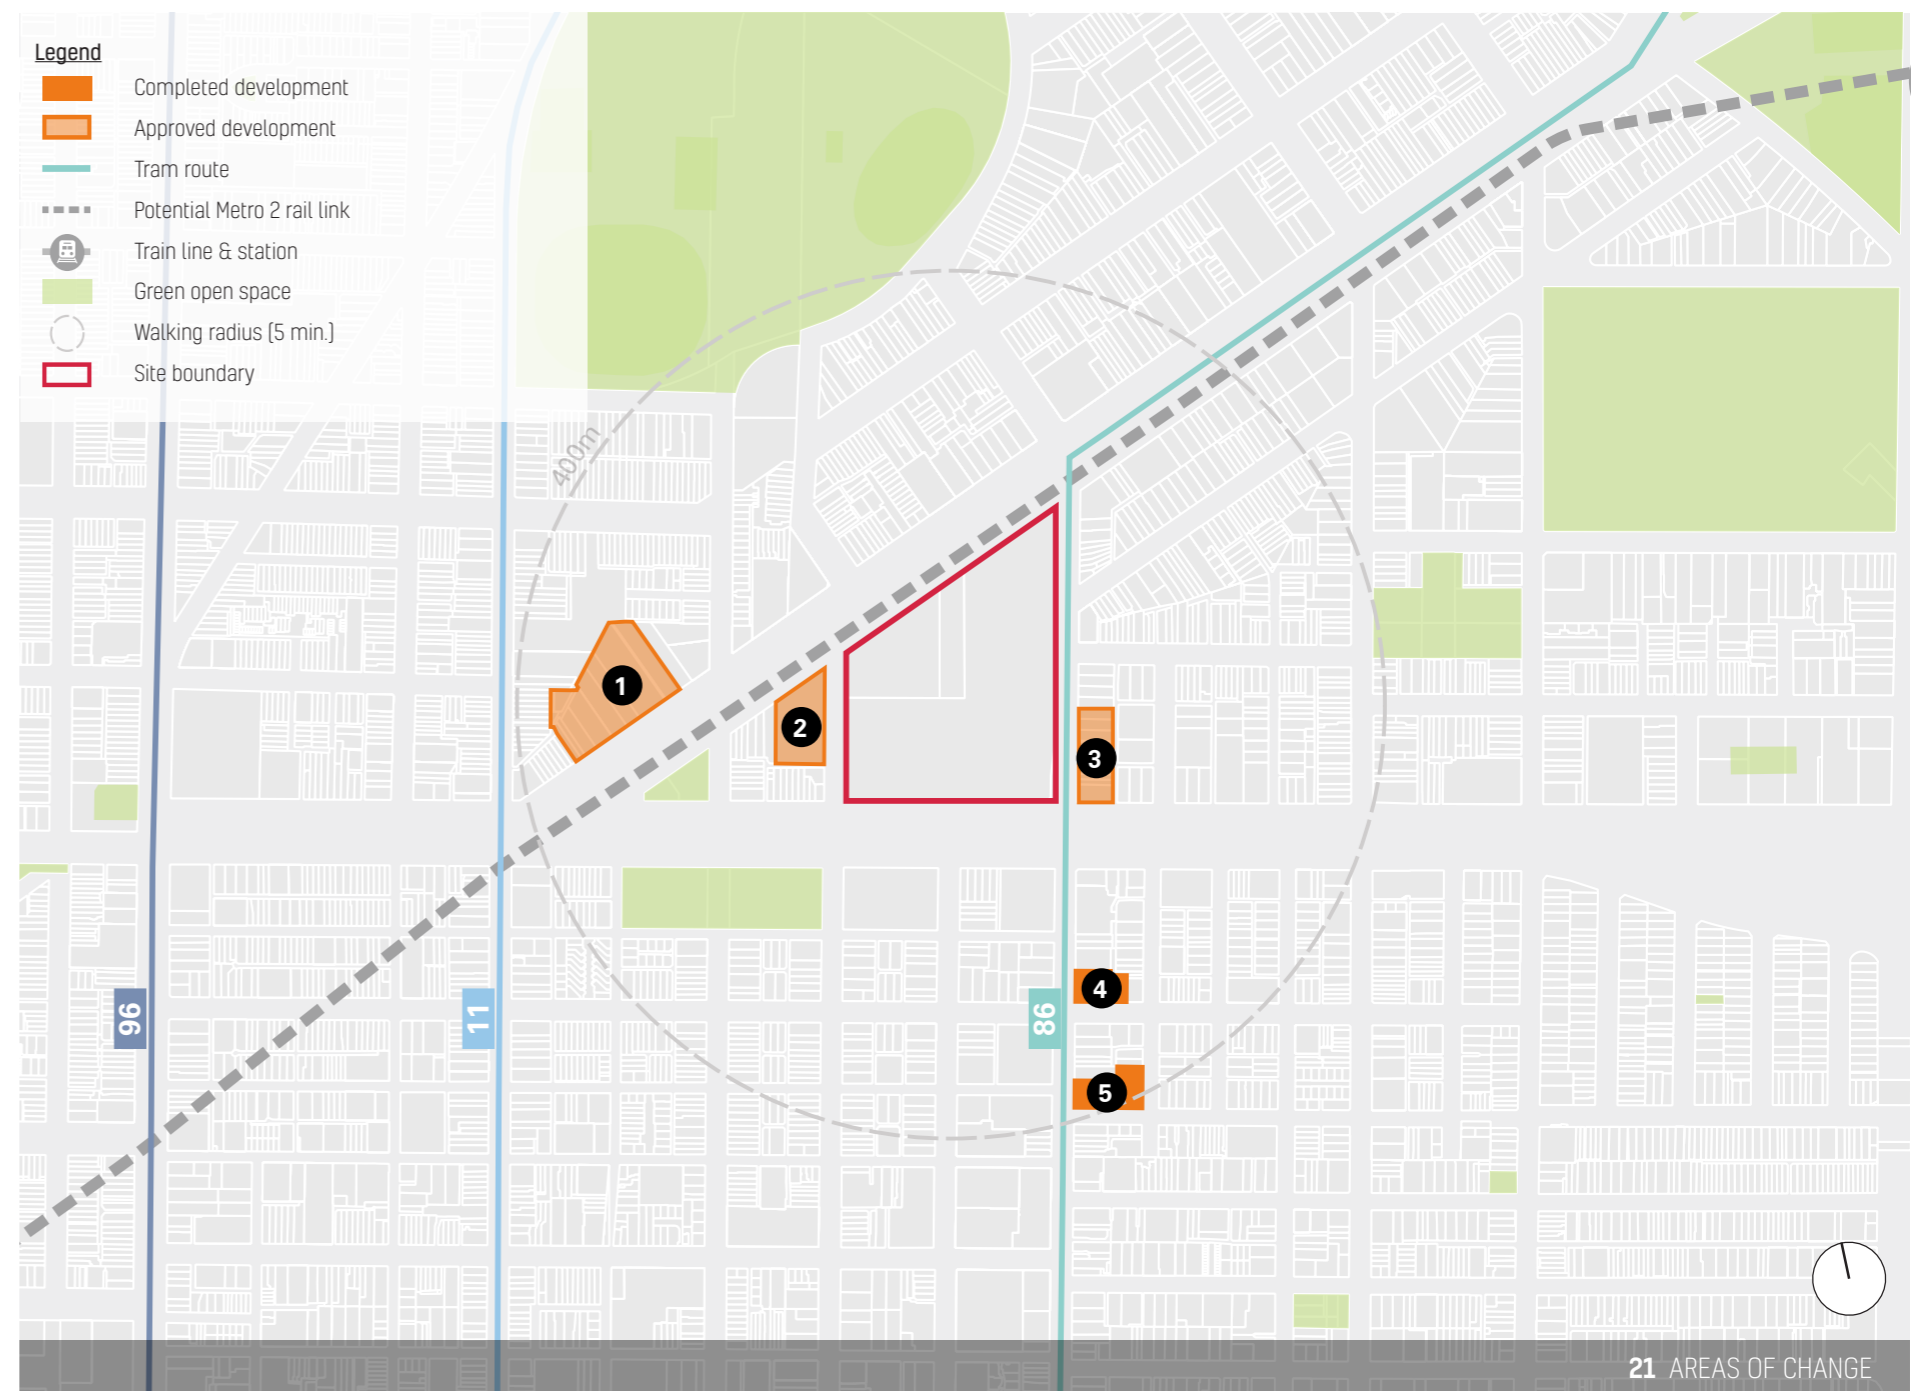 Legend
Completed development
Approved development
Tram route
Potential Metro 2 rail link
Train line & station
Green open space
Walking radius (5 min.)
Site boundary
400m
1
2
3
4
5
96
11
86
21 AREAS OF CHANGE